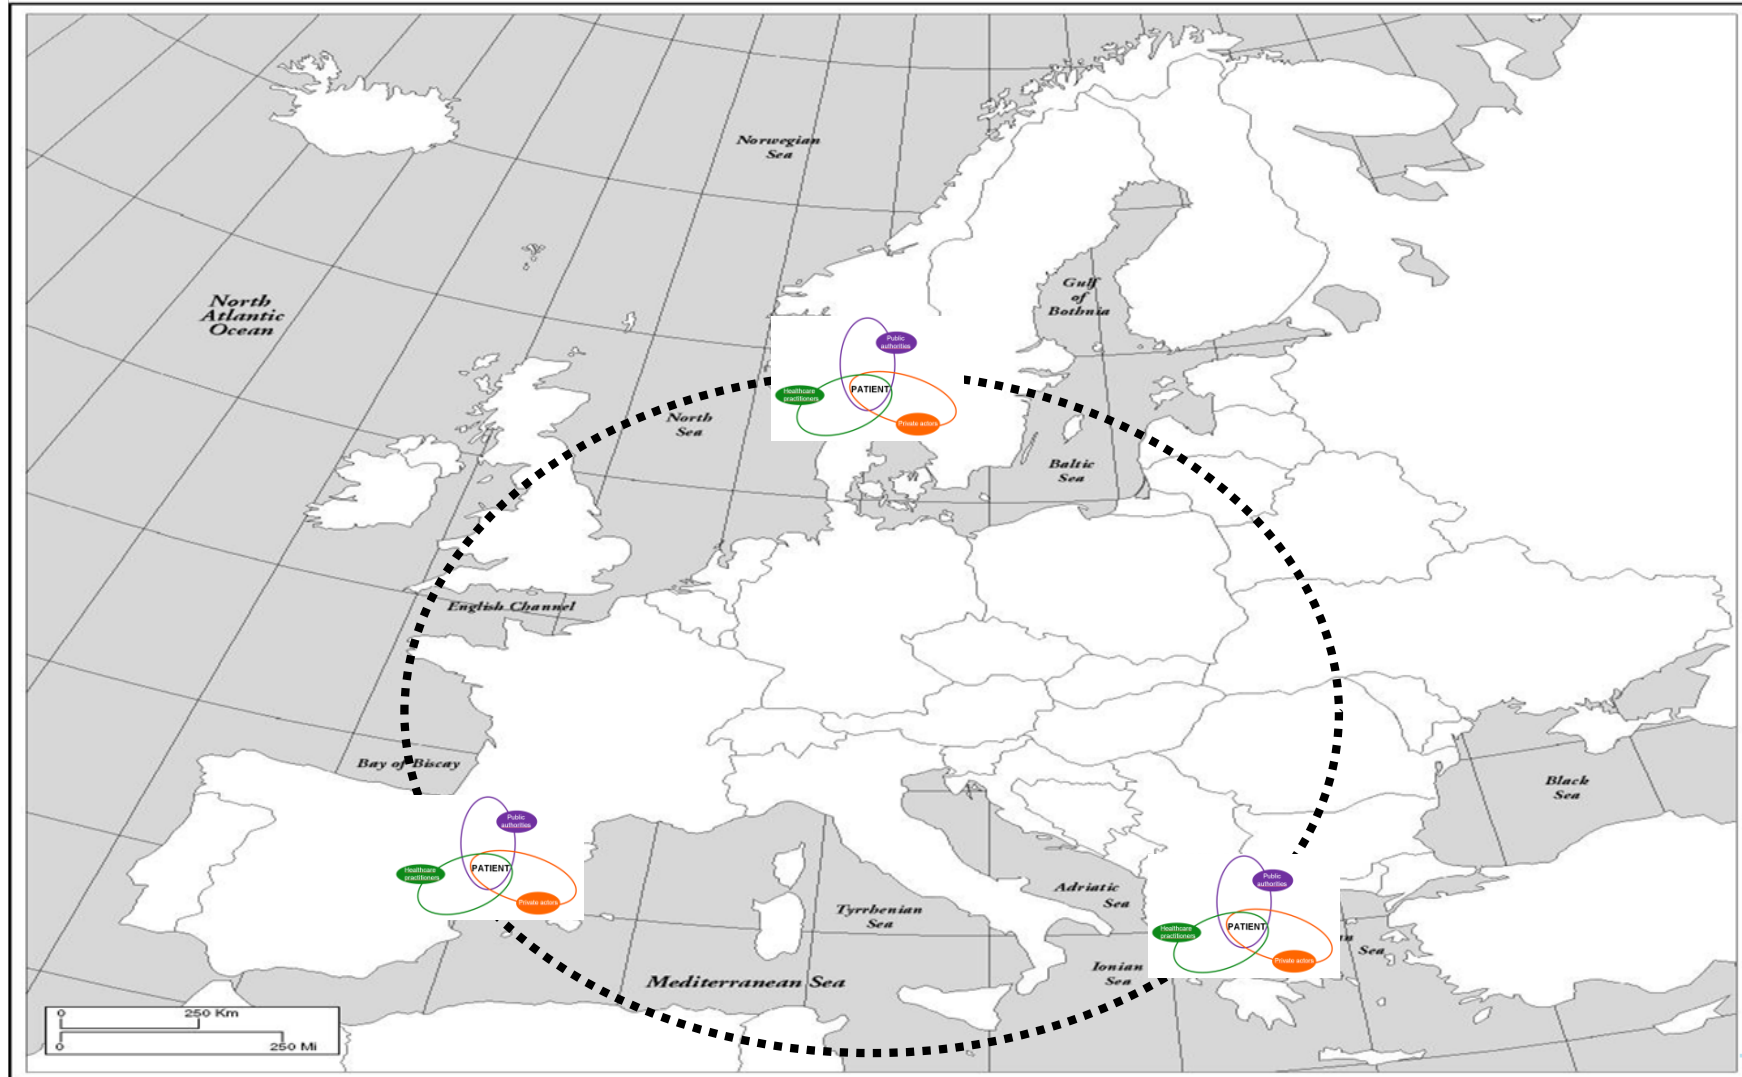 Norwegian
Sea
North
Atlantic
Ocean
Gulf
of
Bothnia
Public
authorities
Healthcare
practitioners
PATIENT
Private actors
North
Sea
Baltic
Sea
English Channel
Bay of Biscay
Black
Sea
Public
authorities
Healthcare
practitioners
PATIENT
Private actors
Adriatic
Sea
Tyrrhenian
Sea
Public
authorities
Healthcare
practitioners
PATIENT
Private actors
Sea
Ionian
Sea
Mediterranean Sea
0
250 Km
0
250 Mi